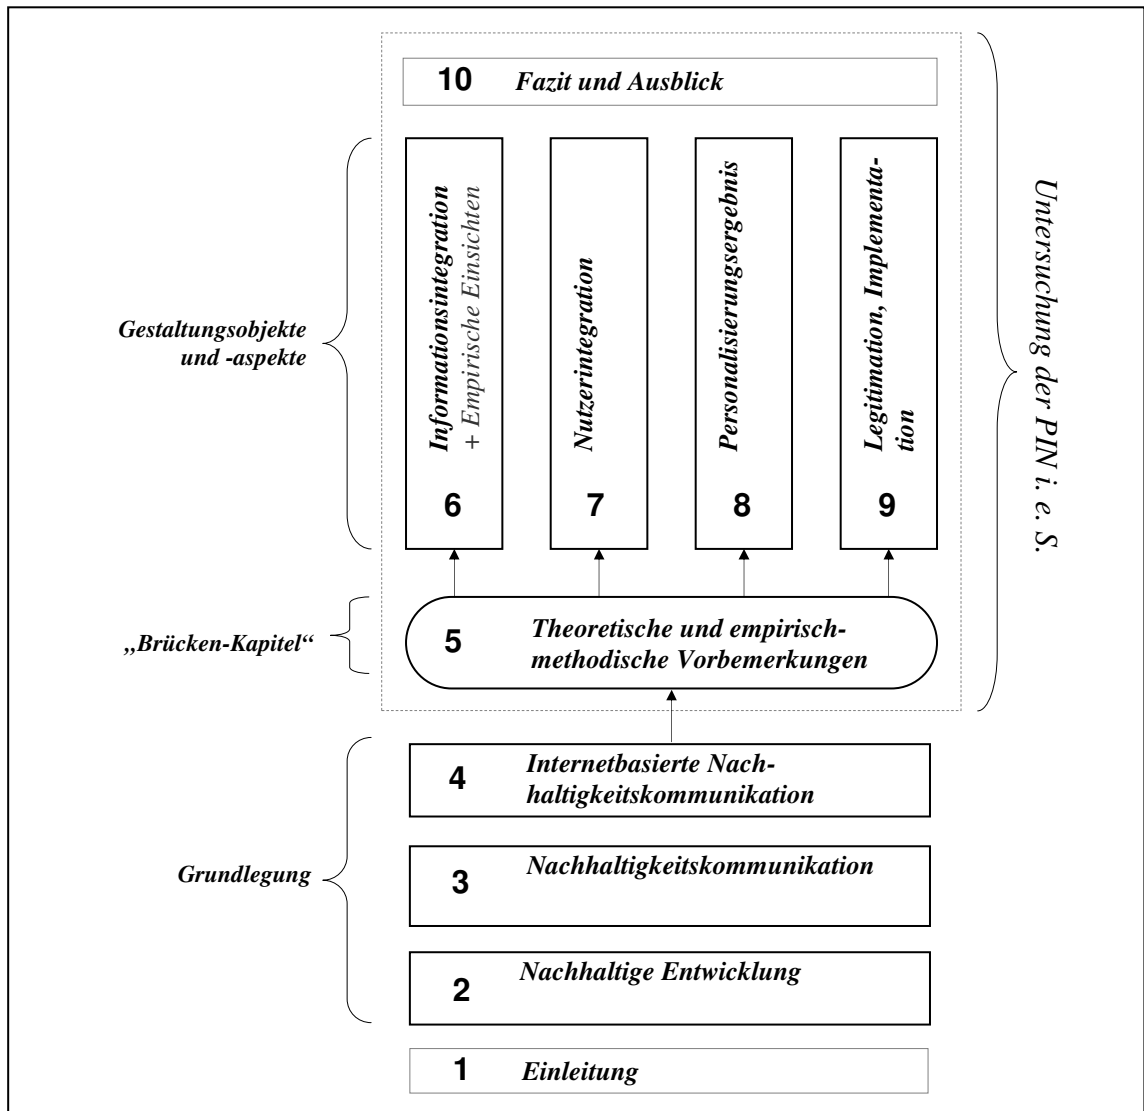 10 Fazit und Ausblick
Gestaltungsobjekte
und -aspekte
Informationsintegration
+ Empirische Einsichten
6
Nutzerintegration
7
Personalisierungsergebnis
8
Legitimation, Implementa-
tion
9
Untersuchung der PIN i. e. S.
„Brücken-Kapitel“
5
Theoretische und empirisch-
methodische Vorbemerkungen
Grundlegung
4
Internetbasierte Nach-
haltigkeitskommunikation
3 Nachhaltigkeitskommunikation
2 Nachhaltige Entwicklung
1 Einleitung